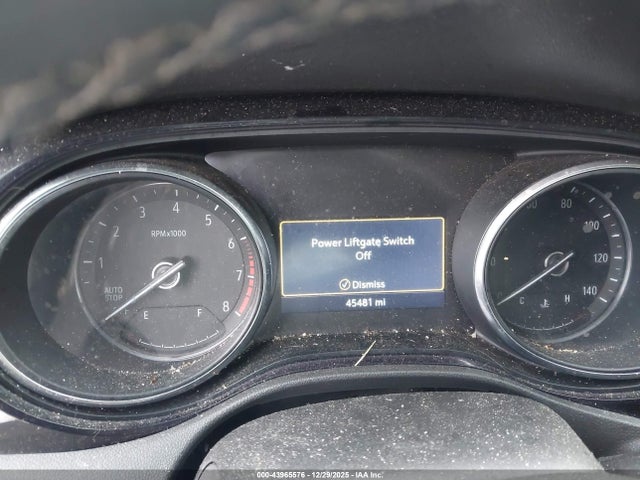 1 2 3 4 5 6 7 8
RPMx1000
AUTO
STOP
E F
Power Liftgate Switch
Off
Dismiss
45481 mi
60 80 100 120 140
C E H
000-43965576 - 12/29/2025 - IAA Inc.